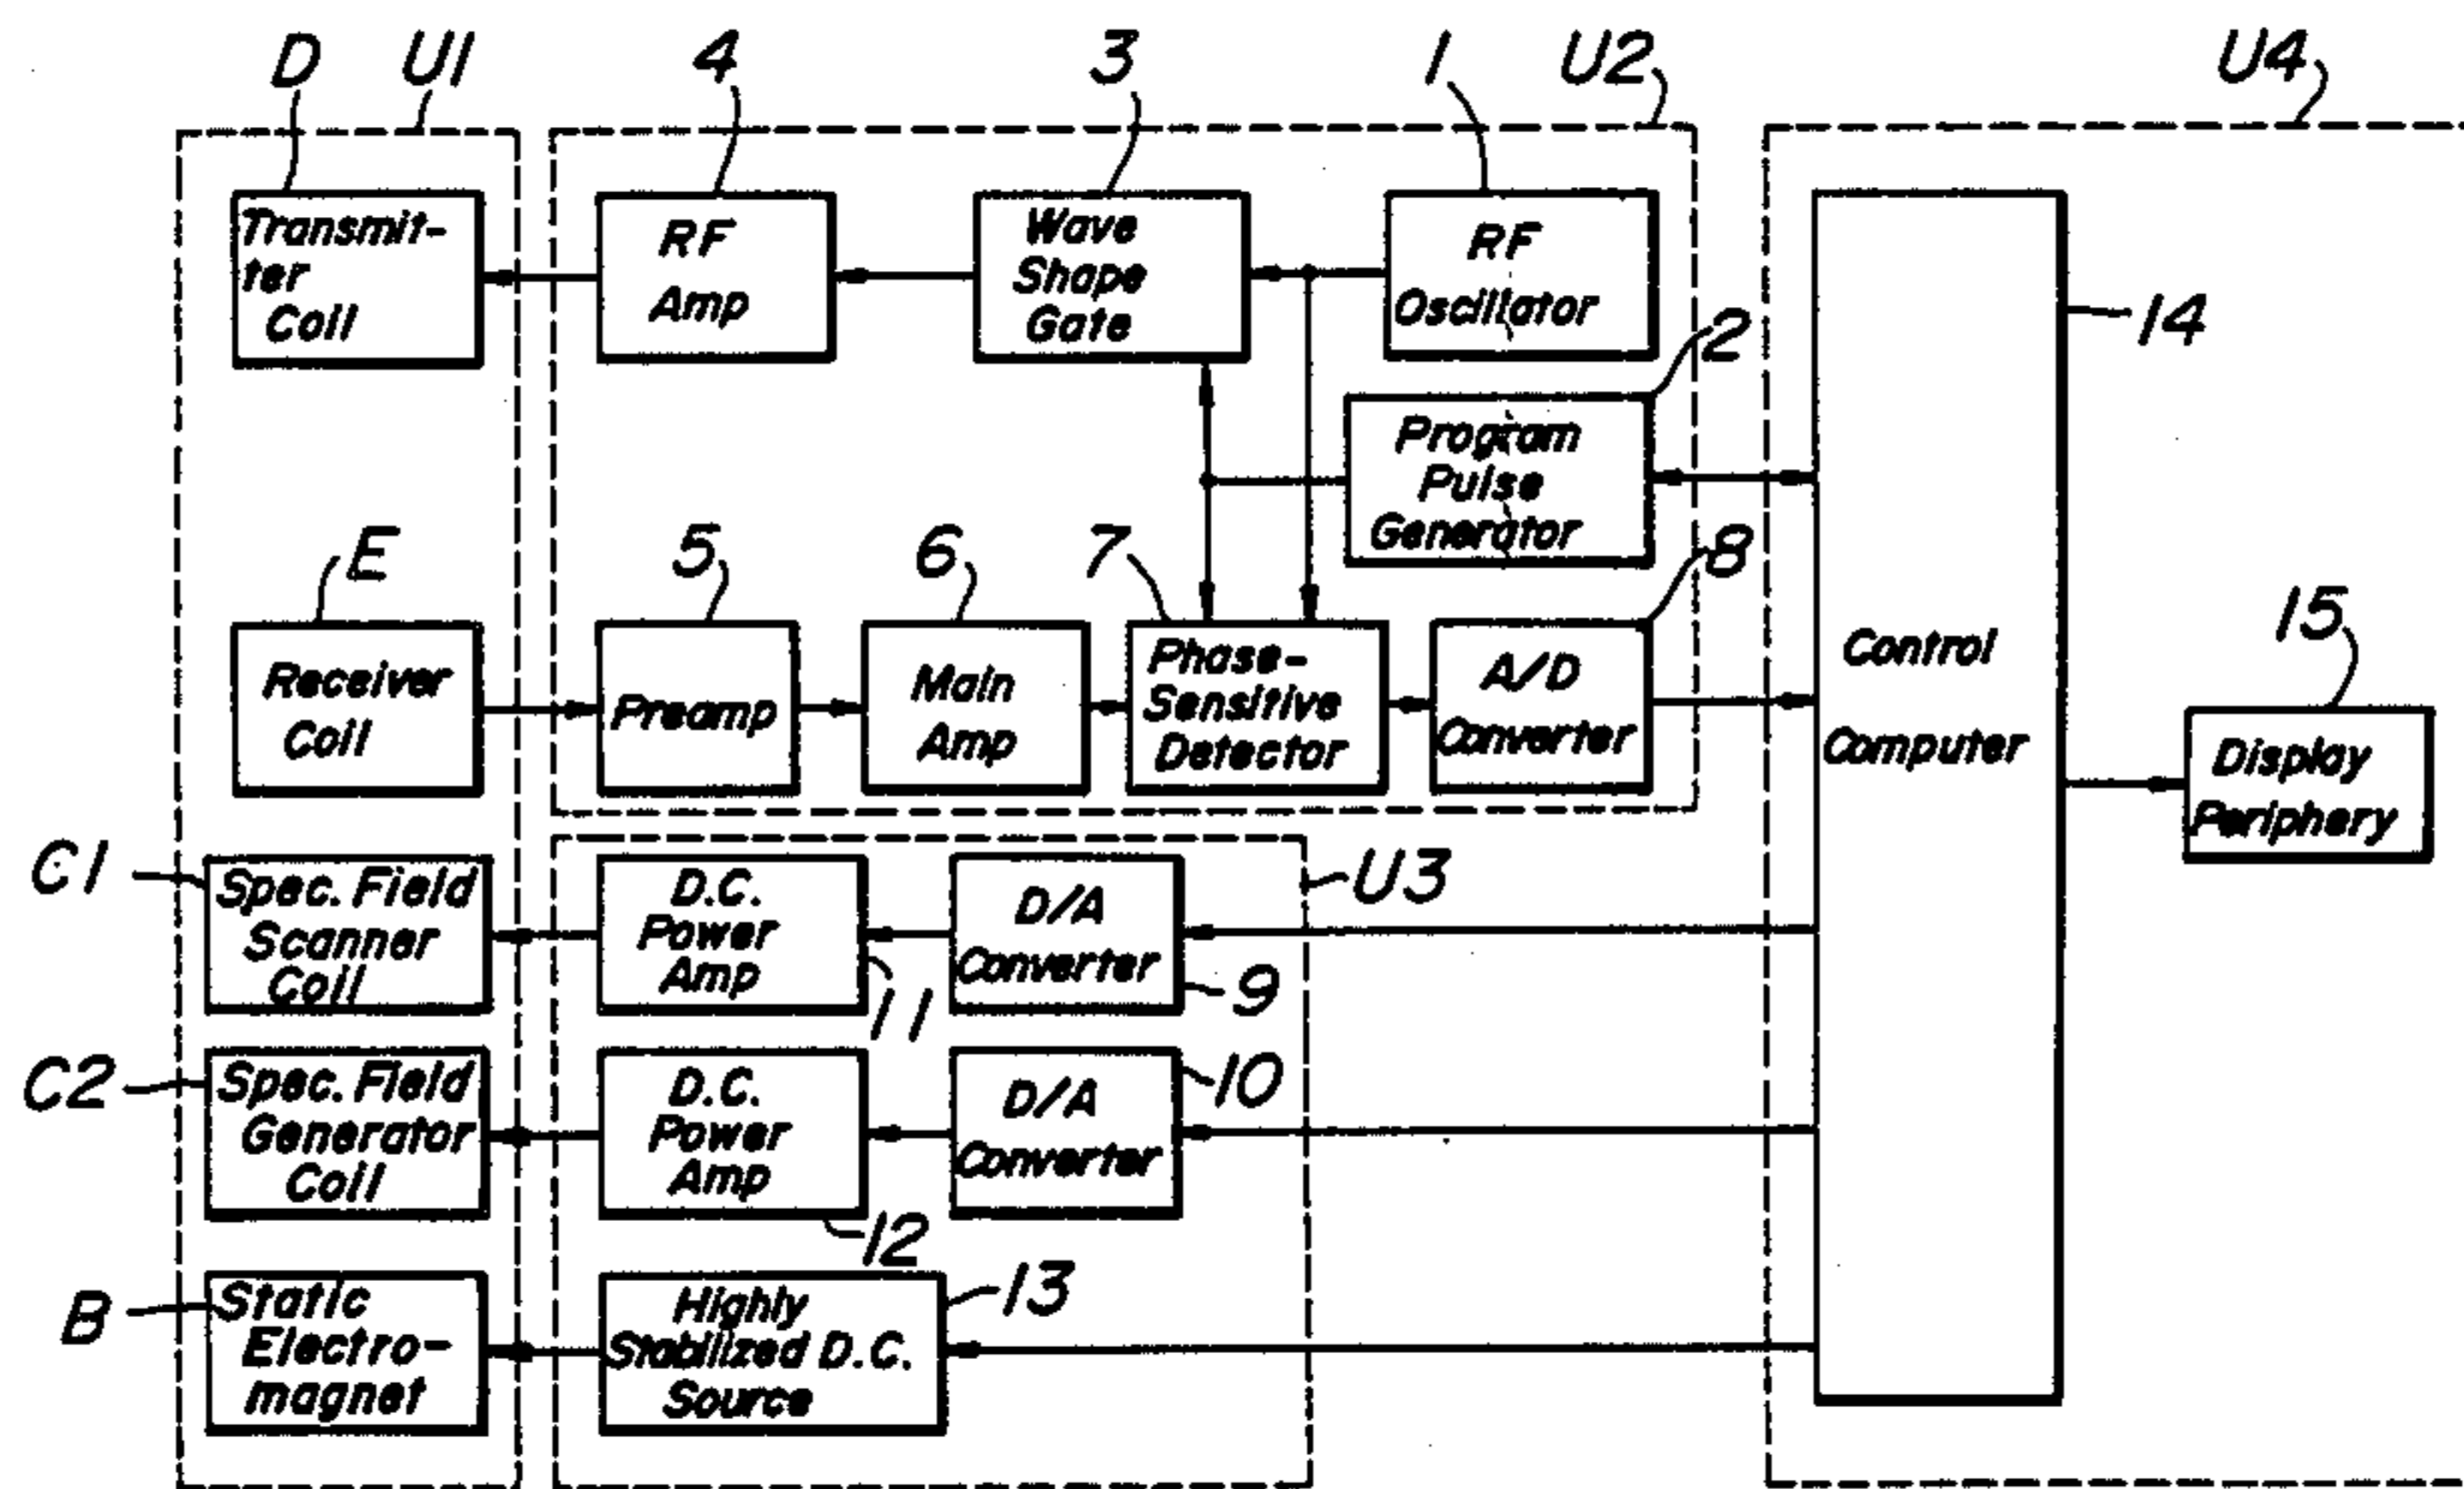 D
U1
4
3
1
U2
U4
Transmit-
ter
Coil
RF
Amp
Wave
Shape
Gate
RF
Oscillator
2
14
Program
Pulse
Generator
E
5
6
7
8
15
Receiver
Coil
Preamp
Main
Amp
Phase-
Sensitive
Detector
A/D
Converter
Control
Computer
Display
Periphery
C1
Spec. Field
Scanner
Coil
D.C.
Power
Amp
11
D/A
Converter
9
U3
C2
Spec. Field
Generator
Coil
D.C.
Power
Amp
12
D/A
Converter
10
B
Static
Electro-
magnet
Highly
Stabilized D.C.
Source
13